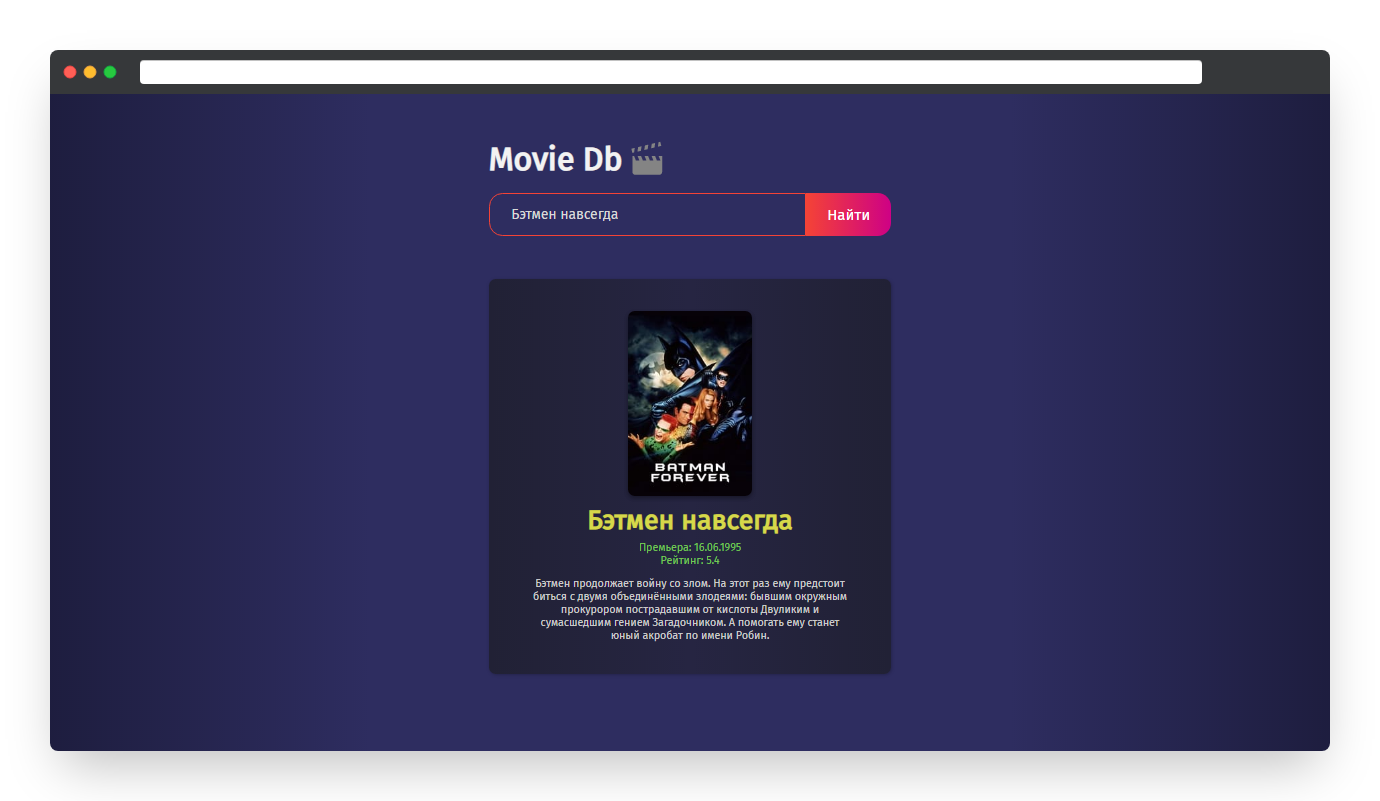 Movie Db
Бэтмен навсегда
Найти
BATMAN
FOREVER
Бэтмен навсегда
Премьера: 16.06.1995
Рейтинг: 5.4
Бэтмен продолжает войну со злом. На этот раз ему предстоит
биться с двумя объединёнными злодеями: бывшим окружным
прокурором пострадавшим от кислоты Двуликим и
сумасшедшим гением Загадочником. А помогать ему станет
юный акробат по имени Робин.